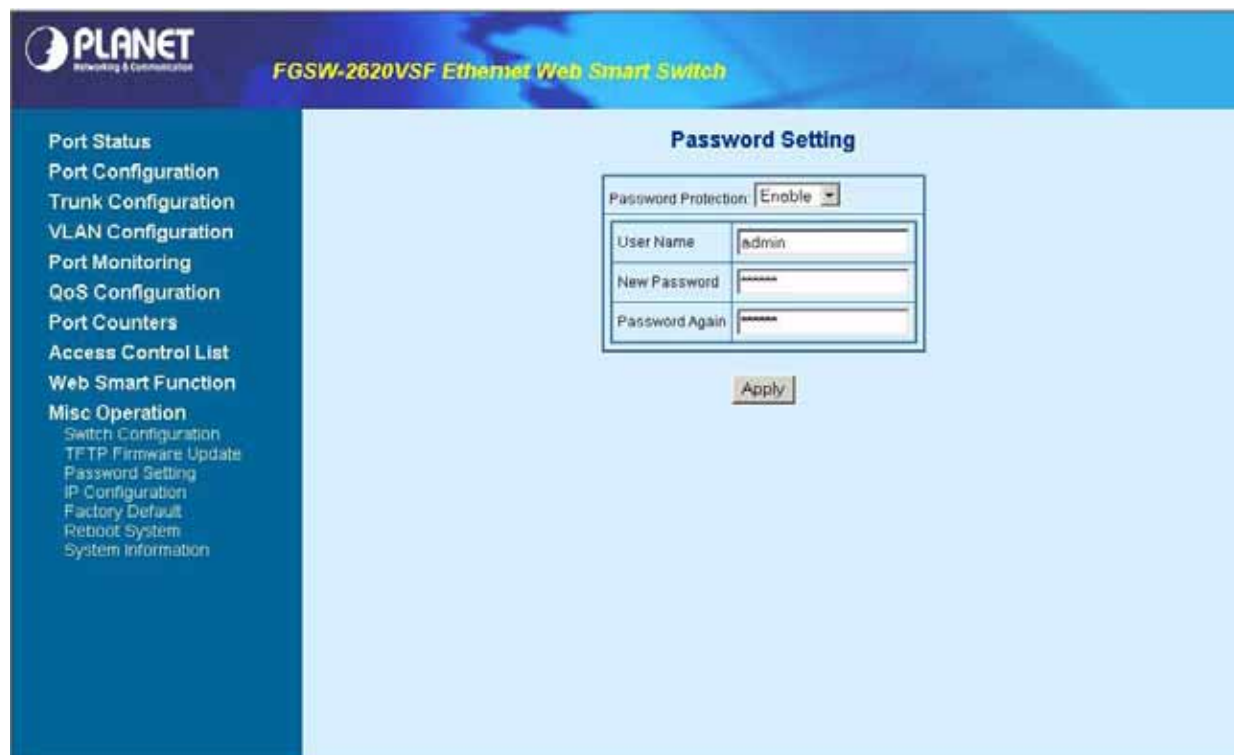 PLANET
Networking & Communication
FGSW-2620VSF Ethernet Web Smart Switch
Port Status
Port Configuration
Trunk Configuration
VLAN Configuration
Port Monitoring
QoS Configuration
Port Counters
Access Control List
Web Smart Function
Misc Operation
Switch Configuration
TFTP Firmware Update
Password Setting
IP Configuration
Factory Default
Reboot System
System Information
Password Setting
Password Protection: Enable
User Name admin
New Password ******
Password Again ******
Apply